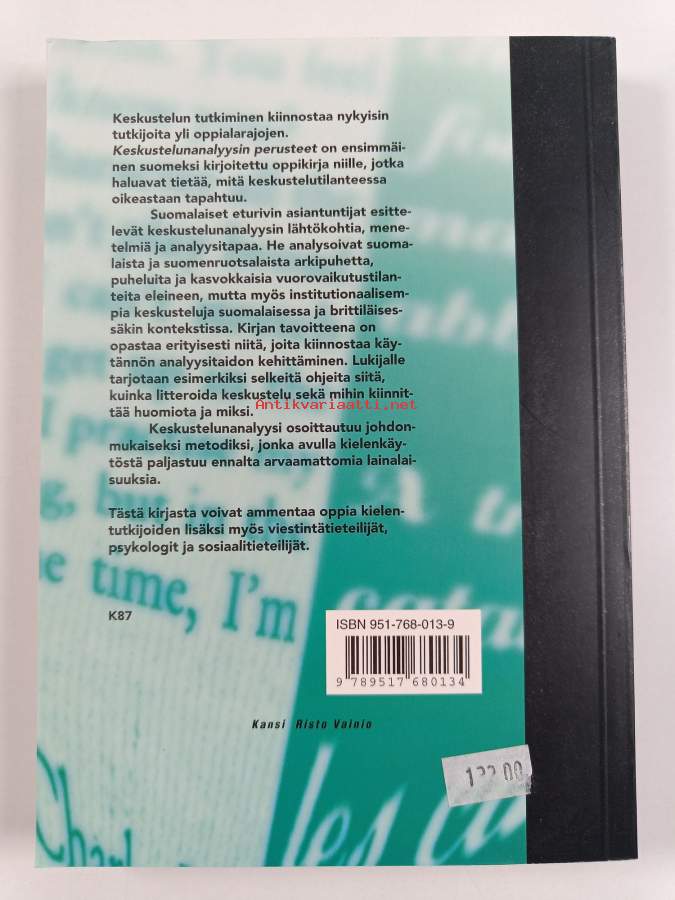 Keskustelun tutkiminen kiinnostaa nykyisin
tutkijoita yli oppialarajojen.
Keskustelunanalyysin perusteet on ensimmäi-
nen suomeksi kirjoitettu oppikirja niille, jotka
haluavat tietää, mitä keskustelutilanteessa
oikeastaan tapahtuu.
Suomalaiset eturivin asiantuntijat esitte-
levät keskustelunanalyysin lähtökohtia, mene-
telmiä ja analyysitapaa. He analysoivat suoma-
laista ja suomenruotsalaista arkipuhetta,
puheluita ja kasvokkaisia vuorovaikutustilan-
teita eleineen, mutta myös institutionaalisem-
pia keskusteluja suomalaisessa ja brittiläises-
säkin kontekstissa. Kirjan tavoitteena on
opastaa erityisesti niitä, joita kiinnostaa käy-
tännön analyysitaidon kehittäminen. Lukijalle
tarjotaan esimerkiksi selkeitä ohjeita siitä,
kuinka litteroida keskustelu sekä mihin kiinnit-
tää huomiota ja miksi.
Antikvariaatti.net
Keskustelunanalyysi osoittautuu johdon-
mukaiseksi metodiksi, jonka avulla kielenkäy-
töstä paljastuu ennalta arvaamattomia lainalai-
suuksia.
Tästä kirjasta voivat ammentaa oppia kielen-
tutkijoiden lisäksi myös viestintätieteilijät,
psykologit ja sosiaalitieteilijät.
e time, I'm
K87
ISBN 951-768-013-9
9 789517 680134
Kansi Risto Vainio
les